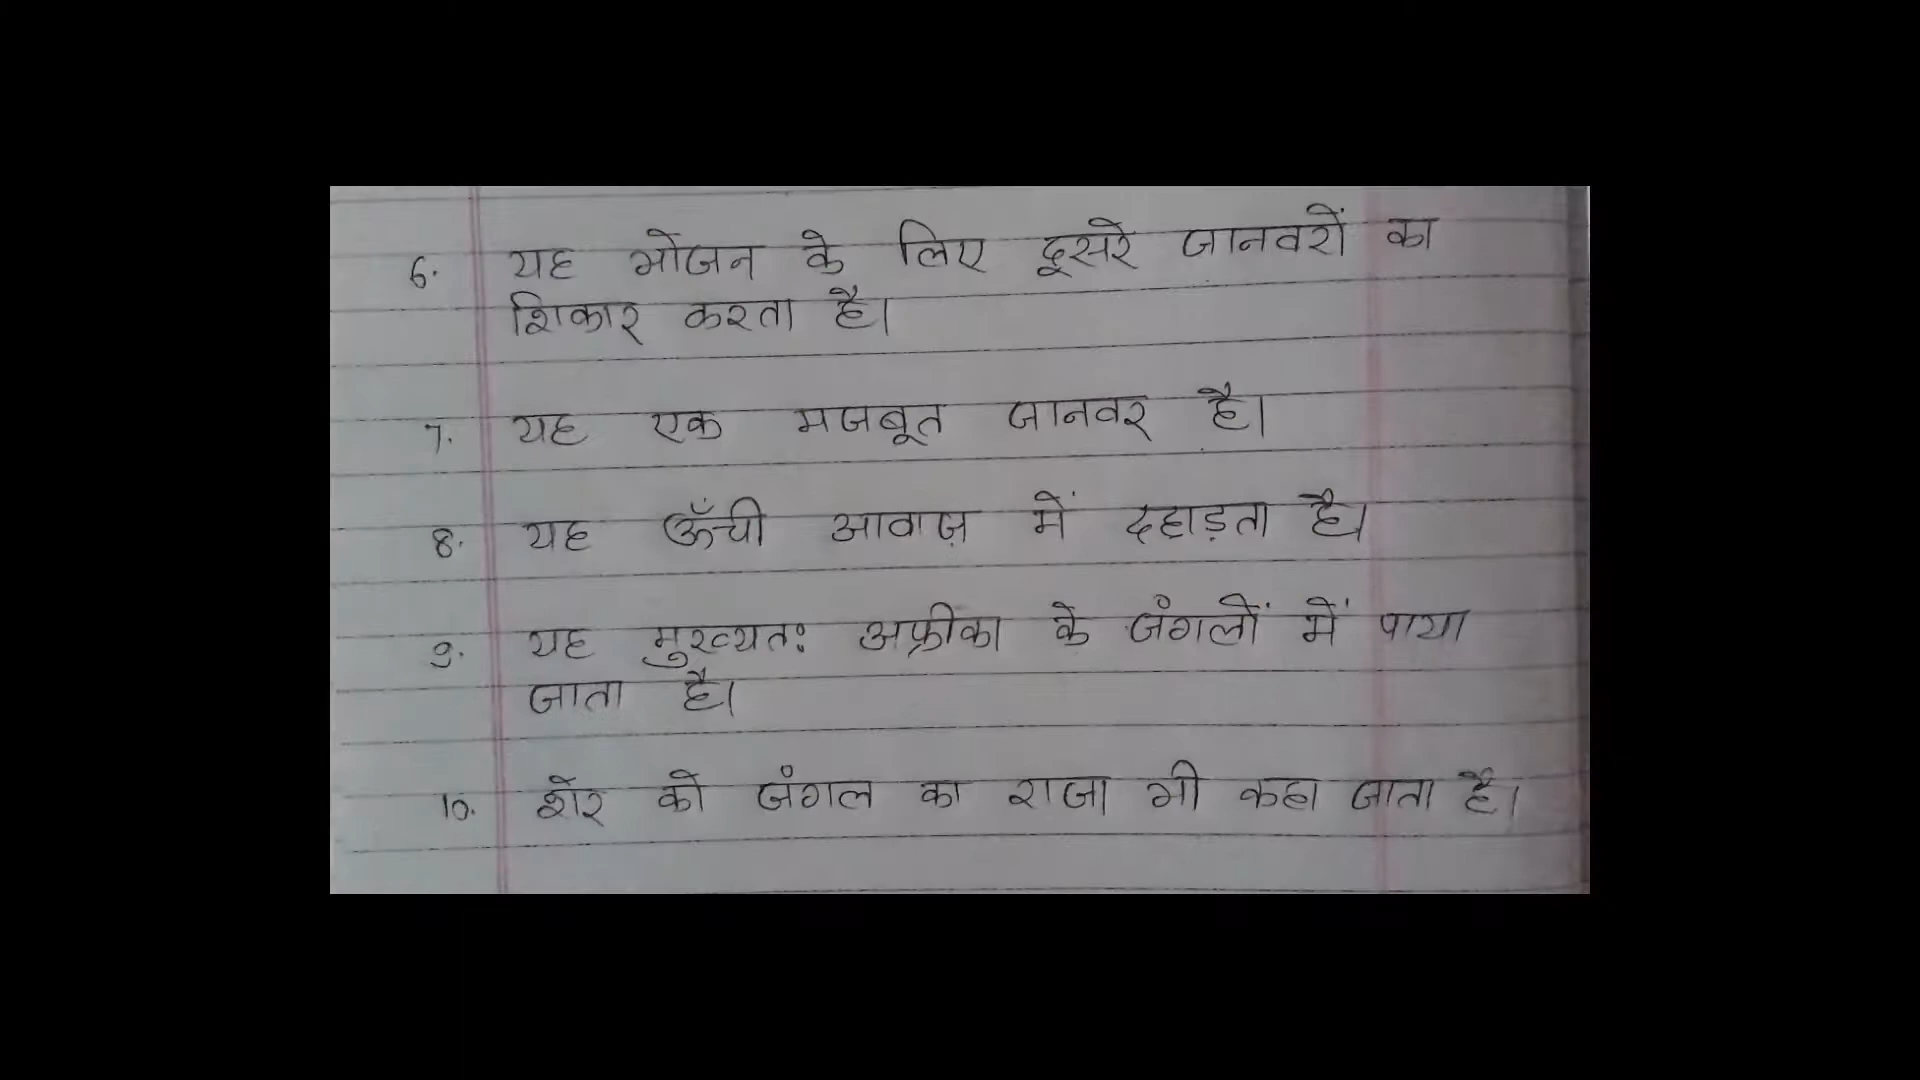 6. यह भोजन के लिए दूसरे जानवरों का
शिकार करता है।
7. यह एक मजबूत जानवर है।
8. यह ऊँची आवाज़ में दहाड़ता है।
9. यह मुख्यतः अफ्रीका के जंगलों में पाया
जाता है।
10. शेर को जंगल का राजा भी कहा जाता है।